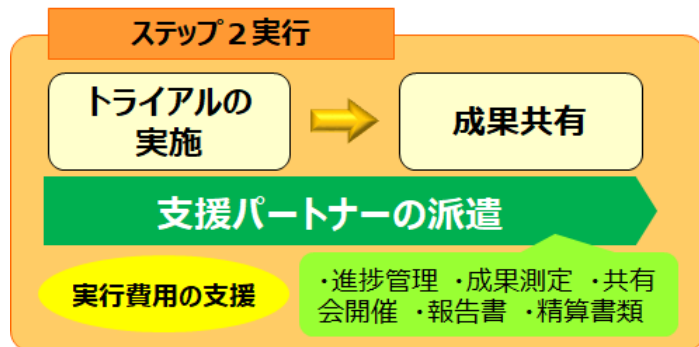 ステップ２実行
トライアルの
実施
成果共有
支援パートナーの派遣
実行費用の支援
・進捗管理 ・成果測定 ・共有
会開催 ・報告書 ・精算書類